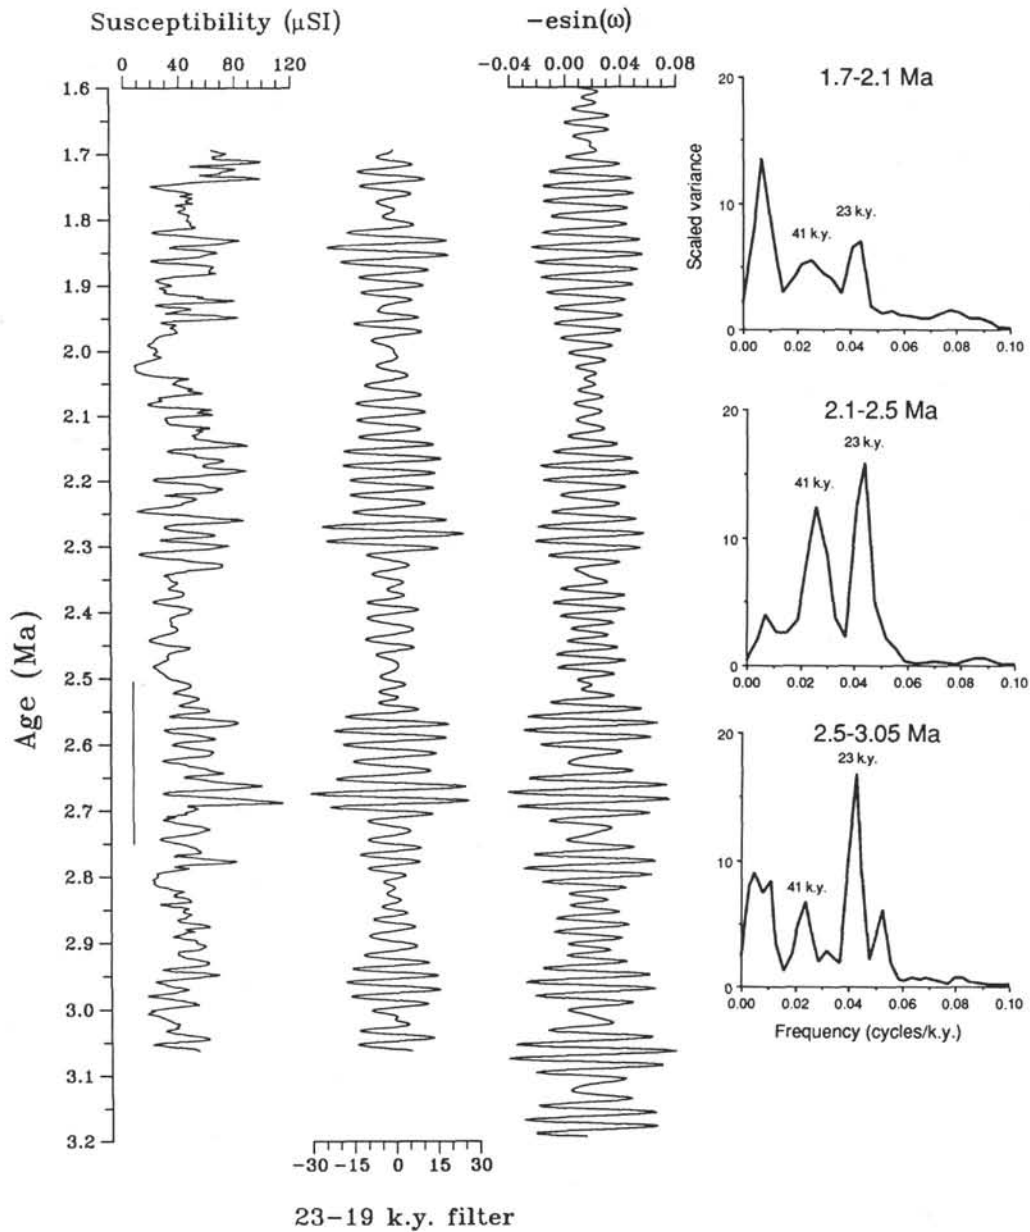 Susceptibility (μSI)
0 40 80 120
-esin(ω)
-0.04 0.00 0.04 0.08
Age (Ma)
1.6
1.7
1.8
1.9
2.0
2.1
2.2
2.3
2.4
2.5
2.6
2.7
2.8
2.9
3.0
3.1
3.2
-30 -15 0 15 30
23-19 k.y. filter
1.7-2.1 Ma
Scaled variance
20
10
0
41 k.y.
23 k.y.
0.00 0.02 0.04 0.06 0.08 0.10
2.1-2.5 Ma
20
10
0
41 k.y.
23 k.y.
0.00 0.02 0.04 0.06 0.08 0.10
2.5-3.05 Ma
20
10
0
41 k.y.
23 k.y.
0.00 0.02 0.04 0.06 0.08 0.10
Frequency (cycles/k.y.)